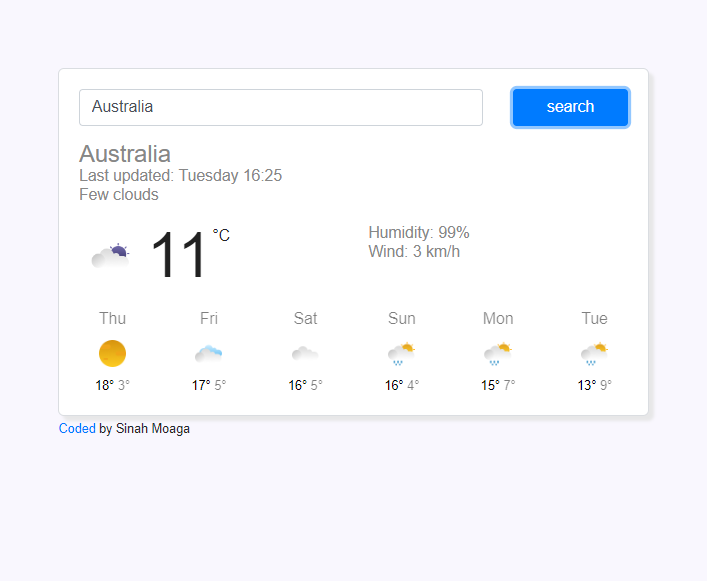 Australia
search
Australia
Last updated: Tuesday 16:25
Few clouds
11 °C
Humidity: 99%
Wind: 3 km/h
Thu Fri Sat Sun Mon Tue
18° 3° 17° 5° 16° 5° 16° 4° 15° 7° 13° 9°
Coded by Sinah Moaga